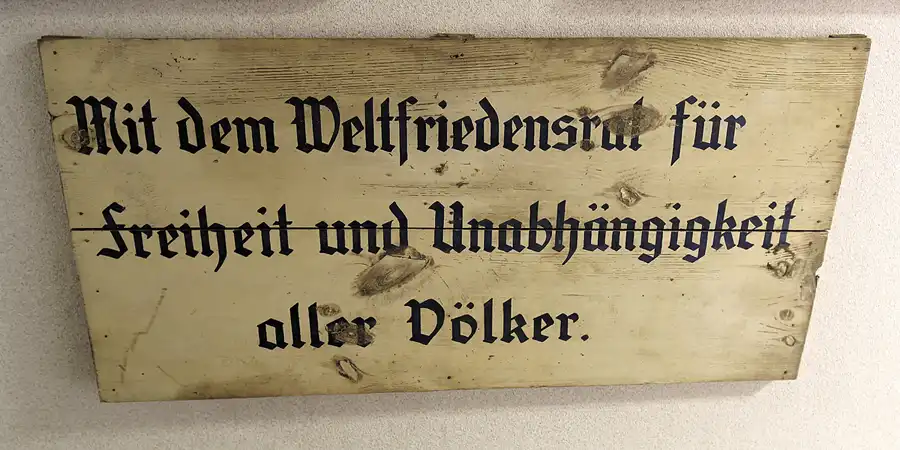 Mit dem Weltfriedensrat für
Freiheit und Unabhängigkeit
aller Völker.